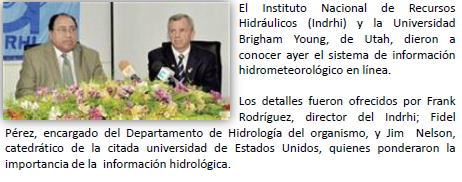 NDRHI
El Instituto Nacional de Recursos
Hidráulicos (Indrhi) y la Universidad
Brigham Young, de Utah, dieron a
conocer ayer el sistema de información
hidrometeorológico en línea.
Los detalles fueron ofrecidos por Frank
Rodríguez, director del Indrhi; Fidel
Pérez, encargado del Departamento de Hidrología del organismo, y Jim Nelson,
catedrático de la citada universidad de Estados Unidos, quienes ponderaron la
importancia de la información hidrológica.